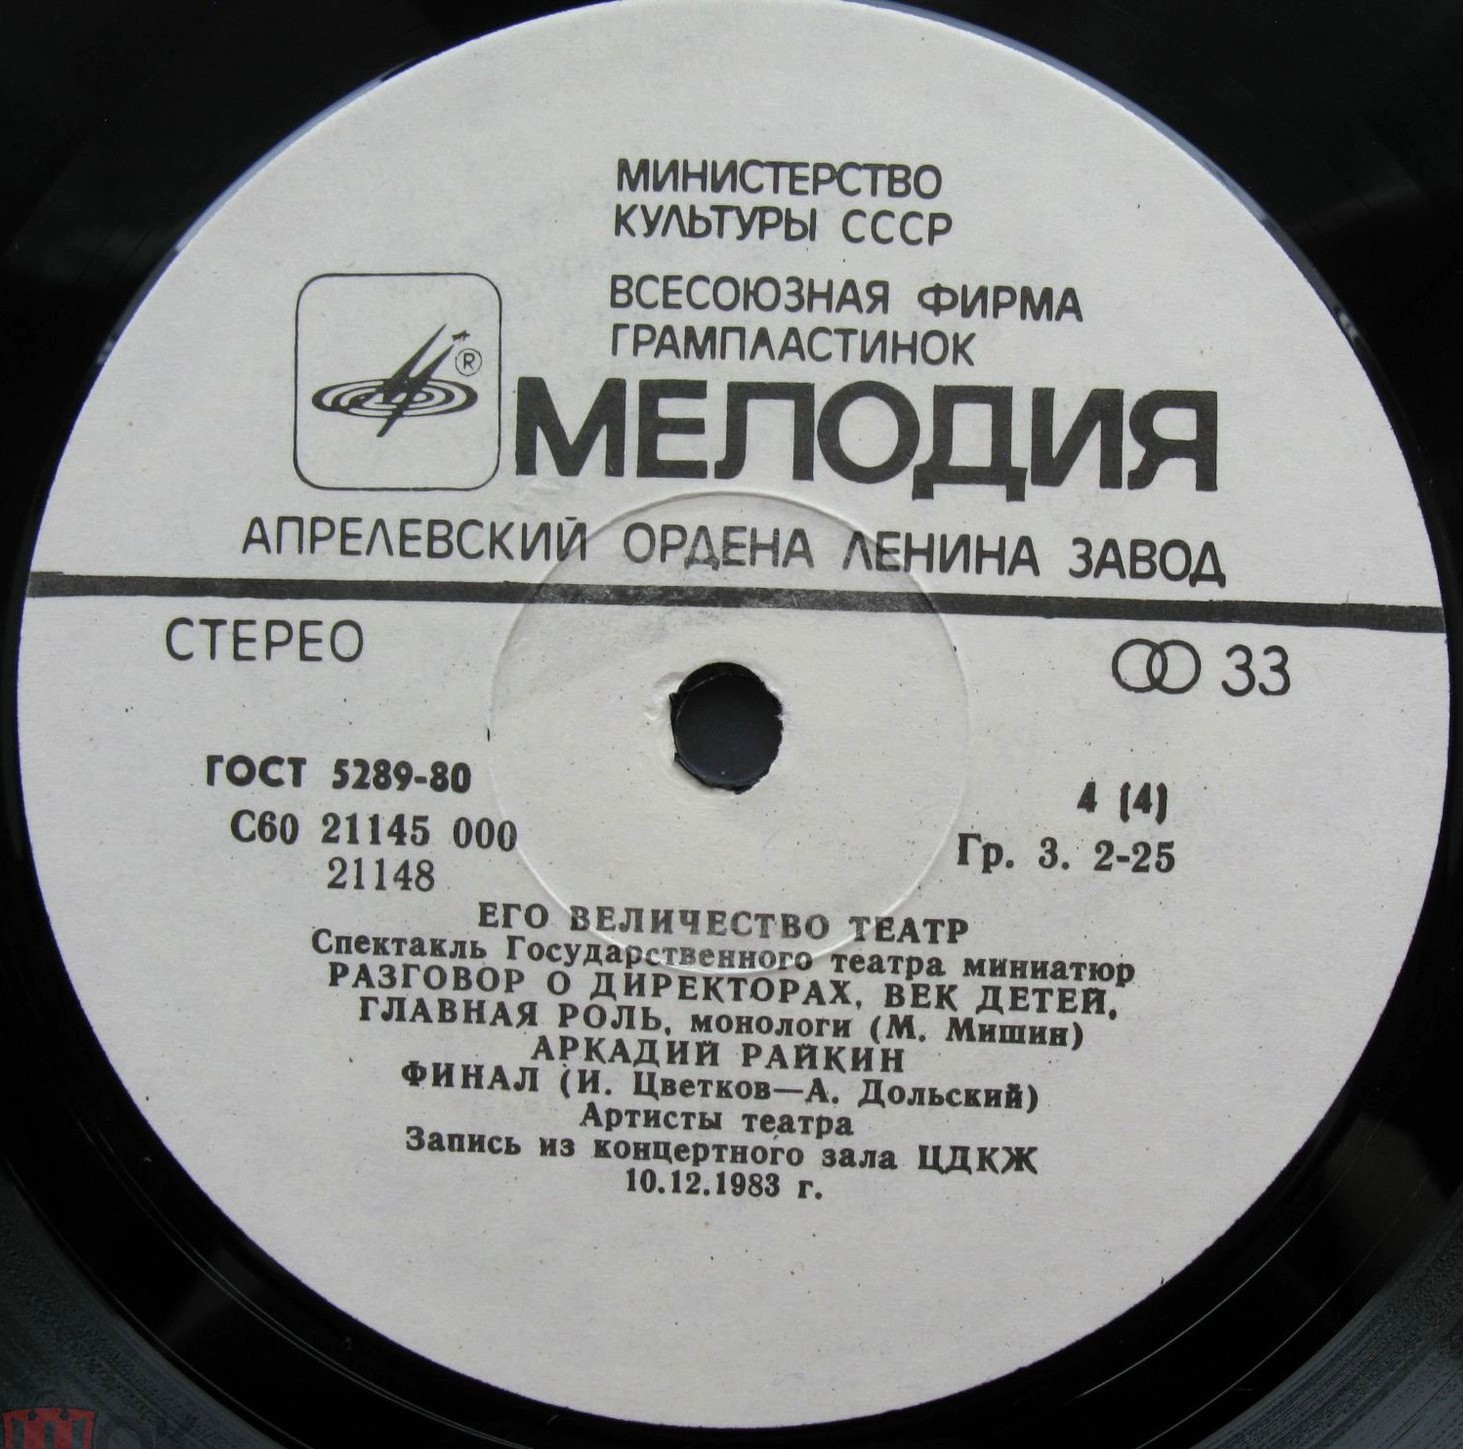 МИНИСТЕРСТВО
КУЛЬТУРЫ СССР
ВСЕСОЮЗНАЯ ФИРМА
ГРАМПЛАСТИНОК
®
МЕЛОДИЯ
АПРЕЛЕВСКИЙ ОРДЕНА ЛЕНИНА ЗАВОД
СТЕРЕО
33
ГОСТ 5289-80
4 (4)
С60 21145 000
Гр. 3. 2-25
21148
ЕГО ВЕЛИЧЕСТВО ТЕАТР
Спектакль Государственного театра миниатюр
РАЗГОВОР О ДИРЕКТОРАХ, ВЕК ДЕТЕЙ,
ГЛАВНАЯ РОЛЬ, монологи (М. Мишин)
АРКАДИЙ РАЙКИН
ФИНАЛ (И. Цветков—А. Дольский)
Артисты театра
Запись из концертного зала ЦДКЖ
10.12.1983 г.